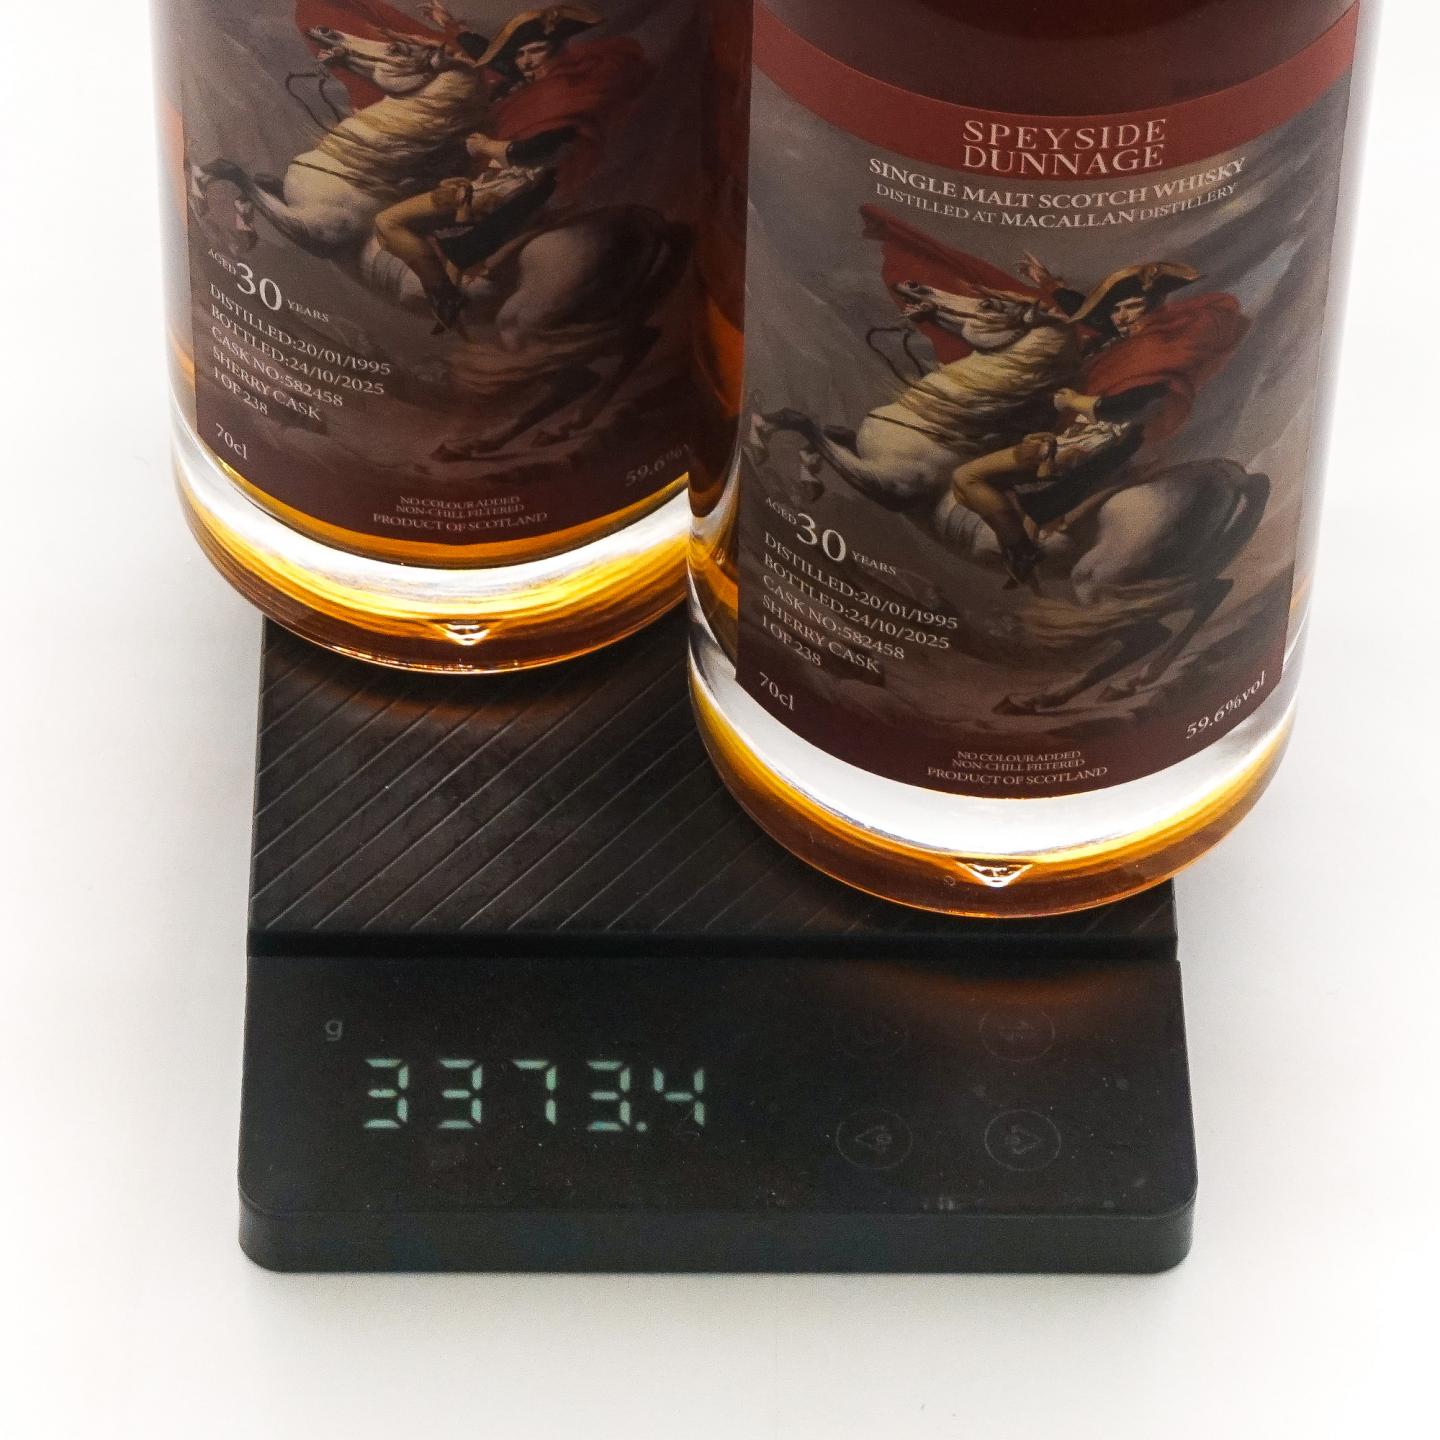 AGED 30 YEARS
DISTILLED:20/01/1995
BOTTLED:24/10/2025
CASK NO:582458
SHERRY CASK
1 OF 238
70cl
59.6%v
NO COLOUR ADDED
NON-CHILL FILTERED
PRODUCT OF SCOTLAND
SPEYSIDE
DUNNAGE
SINGLE MALT SCOTCH WHISKY
DISTILLED AT MACALLAN DISTILLERY
AGED 30 YEARS
DISTILLED:20/01/1995
BOTTLED:24/10/2025
CASK NO:582458
SHERRY CASK
1 OF 238
70cl
59.6%vol
NO COLOUR ADDED
NON-CHILL FILTERED
PRODUCT OF SCOTLAND
g
3373.4